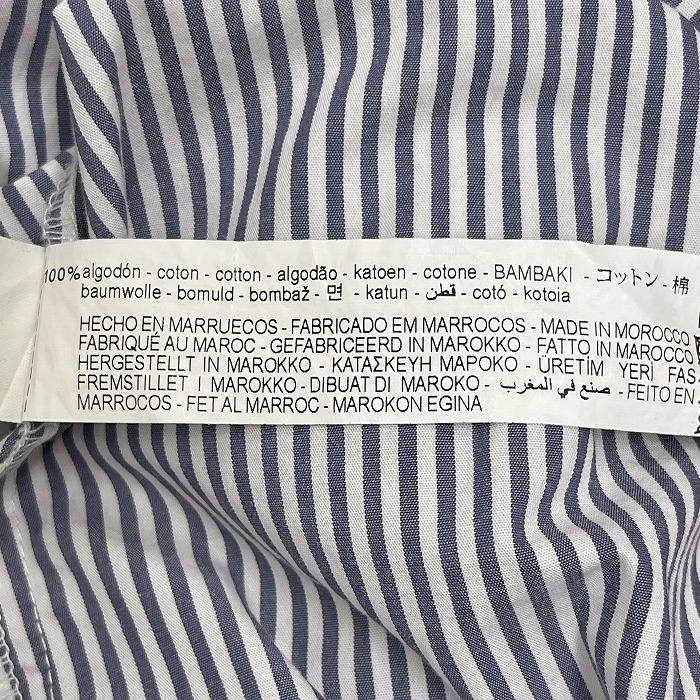 100% algodón - coton - cotton - algodão - katoen - cotone - BAMBAKI - コットン - 棉
baumwolle - bomuld - bombaž - 면 - katun - قطن - cotó - kotoia
HECHO EN MARRUECOS - FABRICADO EM MARROCOS - MADE IN MOROCCO
FABRIQUÉ AU MAROC - GEFABRICEERD IN MAROKKO - FATTO IN MAROCCO
HERGESTELLT IN MAROKKO - ΚΑΤΑΣΚΕΥΗ ΜΑΡΟΚΟ - ÜRETİM YERİ FAS
FREMSTILLET I MAROKKO - DIBUAT DI MAROKO - صنع في المغرب - FEITO EN
MARROCOS - FET AL MARROC - MAROKON EGINA